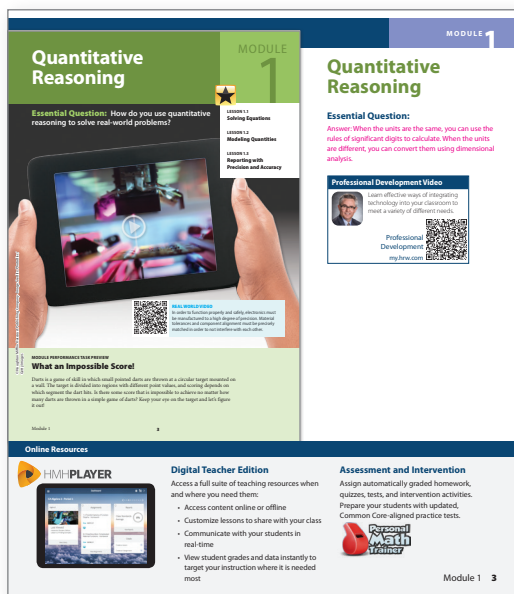 MODULE 1
Quantitative
Reasoning
MODULE
1
Essential Question: How do you use quantitative
reasoning to solve real-world problems?
LESSON 1.1
Solving Equations
LESSON 1.2
Modeling Quantities
LESSON 1.3
Reporting with
Precision and Accuracy
REAL WORLD VIDEO
In order to function properly and safely, electronics must
be manufactured to a high degree of precision. Material
tolerances and component alignment must be precisely
matched in order to not interfere with each other.
MODULE PERFORMANCE TASK PREVIEW
What an Impossible Score!
Darts is a game of skill in which small pointed darts are thrown at a circular target mounted on
a wall. The target is divided into regions with different point values, and scoring depends on
which segment the dart hits. Is there some score that is impossible to achieve no matter how
many darts are thrown in a simple game of darts? Keep your eye on the target and let's figure
it out!
Module 1
3
Quantitative
Reasoning
Essential Question:
Answer: When the units are the same, you can use the
rules of significant digits to calculate. When the units
are different, you can convert them using dimensional
analysis.
Professional Development Video
Learn effective ways of integrating
technology into your classroom to
meet a variety of different needs.
Professional
Development
my.hrw.com
Online Resources
HMHPLAYER
Digital Teacher Edition
Access a full suite of teaching resources when
and where you need them:
• Access content online or offline
• Customize lessons to share with your class
• Communicate with your students in
real-time
• View student grades and data instantly to
target your instruction where it is needed
most
Assessment and Intervention
Assign automatically graded homework,
quizzes, tests, and intervention activities.
Prepare your students with updated,
Common Core-aligned practice tests.
Personal
Math
Trainer
Module 1 3